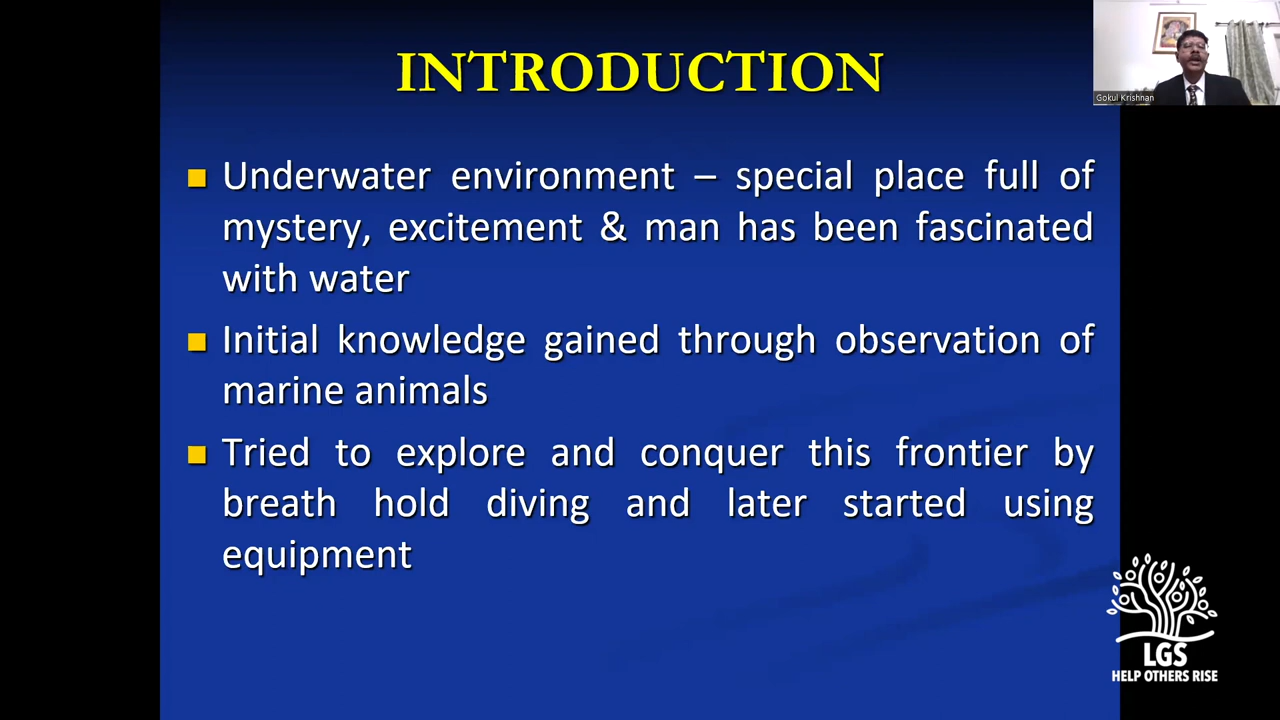 INTRODUCTION
Gokul Krishnan
Underwater environment – special place full of
mystery, excitement & man has been fascinated
with water
Initial knowledge gained through observation of
marine animals
Tried to explore and conquer this frontier by
breath hold diving and later started using
equipment
LGS
HELP OTHERS RISE